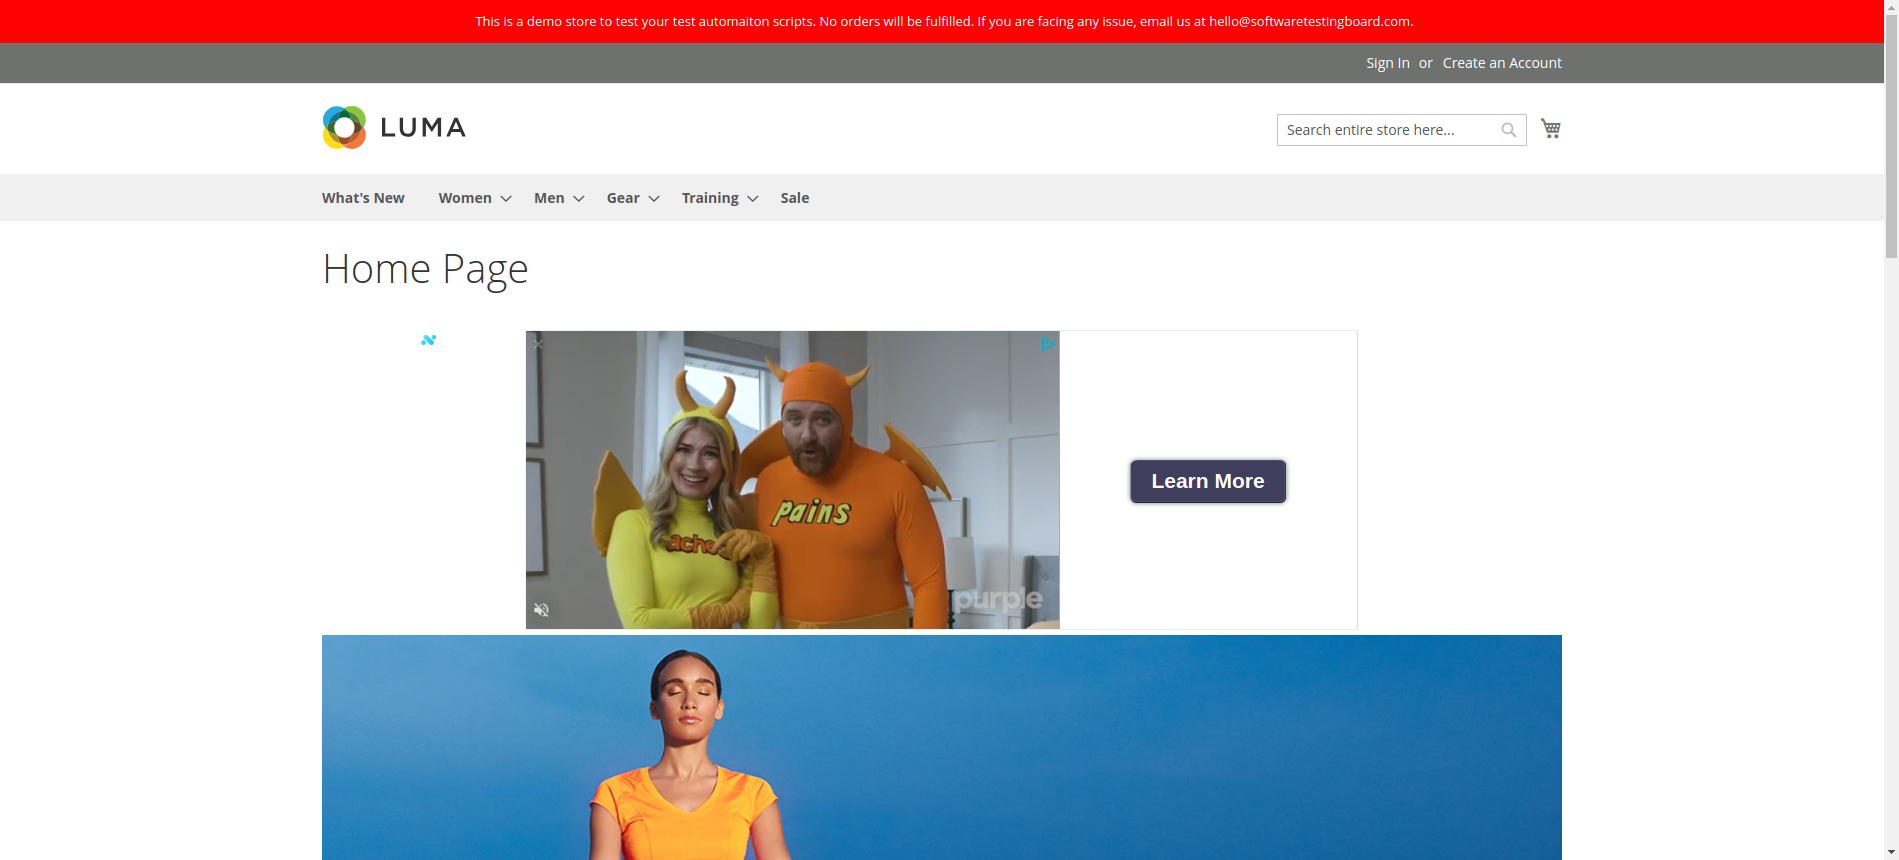 This is a demo store to test your test automaiton scripts. No orders will be fulfilled. If you are facing any issue, email us at hello@softwaretestingboard.com.
Sign In or Create an Account
LUMA
Search entire store here...
What's New Women Men Gear Training Sale
Home Page
pains
ache
Learn More
purple